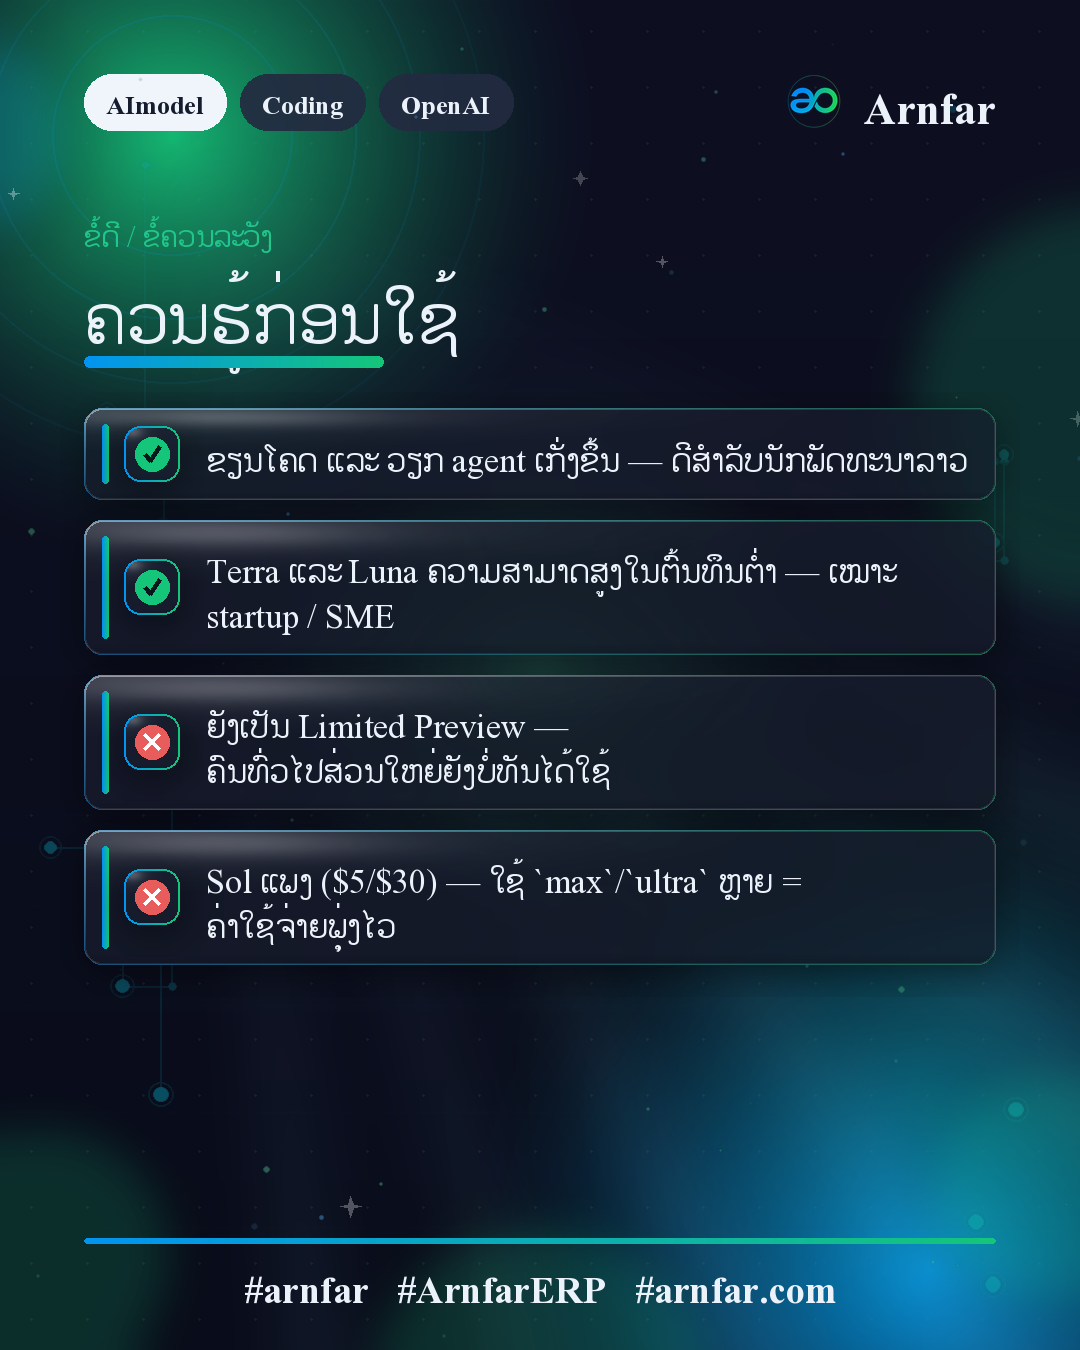 AImodel Coding OpenAI
Arnfar
ຂໍ້ດີ / ຂໍ້ຄວນລະວັງ
ຄວນຮູ້ກ່ອນໃຊ້
ຂຽນໂຄດ ແລະ ວຽກ agent ເກັ່ງຂຶ້ນ — ດີສຳລັບນັກພັດທະນາລາວ
Terra ແລະ Luna ຄວາມສາມາດສູງໃນຕົ້ນທຶນຕ່ຳ — ເໝາະ
startup / SME
ຍັງເປັນ Limited Preview —
ຄົນທົ່ວໄປສ່ວນໃຫຍ່ຍັງບໍ່ທັນໄດ້ໃຊ້
Sol ແພງ ($5/$30) — ໃຊ້ `max`/`ultra` ຫຼາຍ =
ຄ່າໃຊ້ຈ່າຍພຸ່ງໄວ
#arnfar #ArnfarERP #arnfar.com